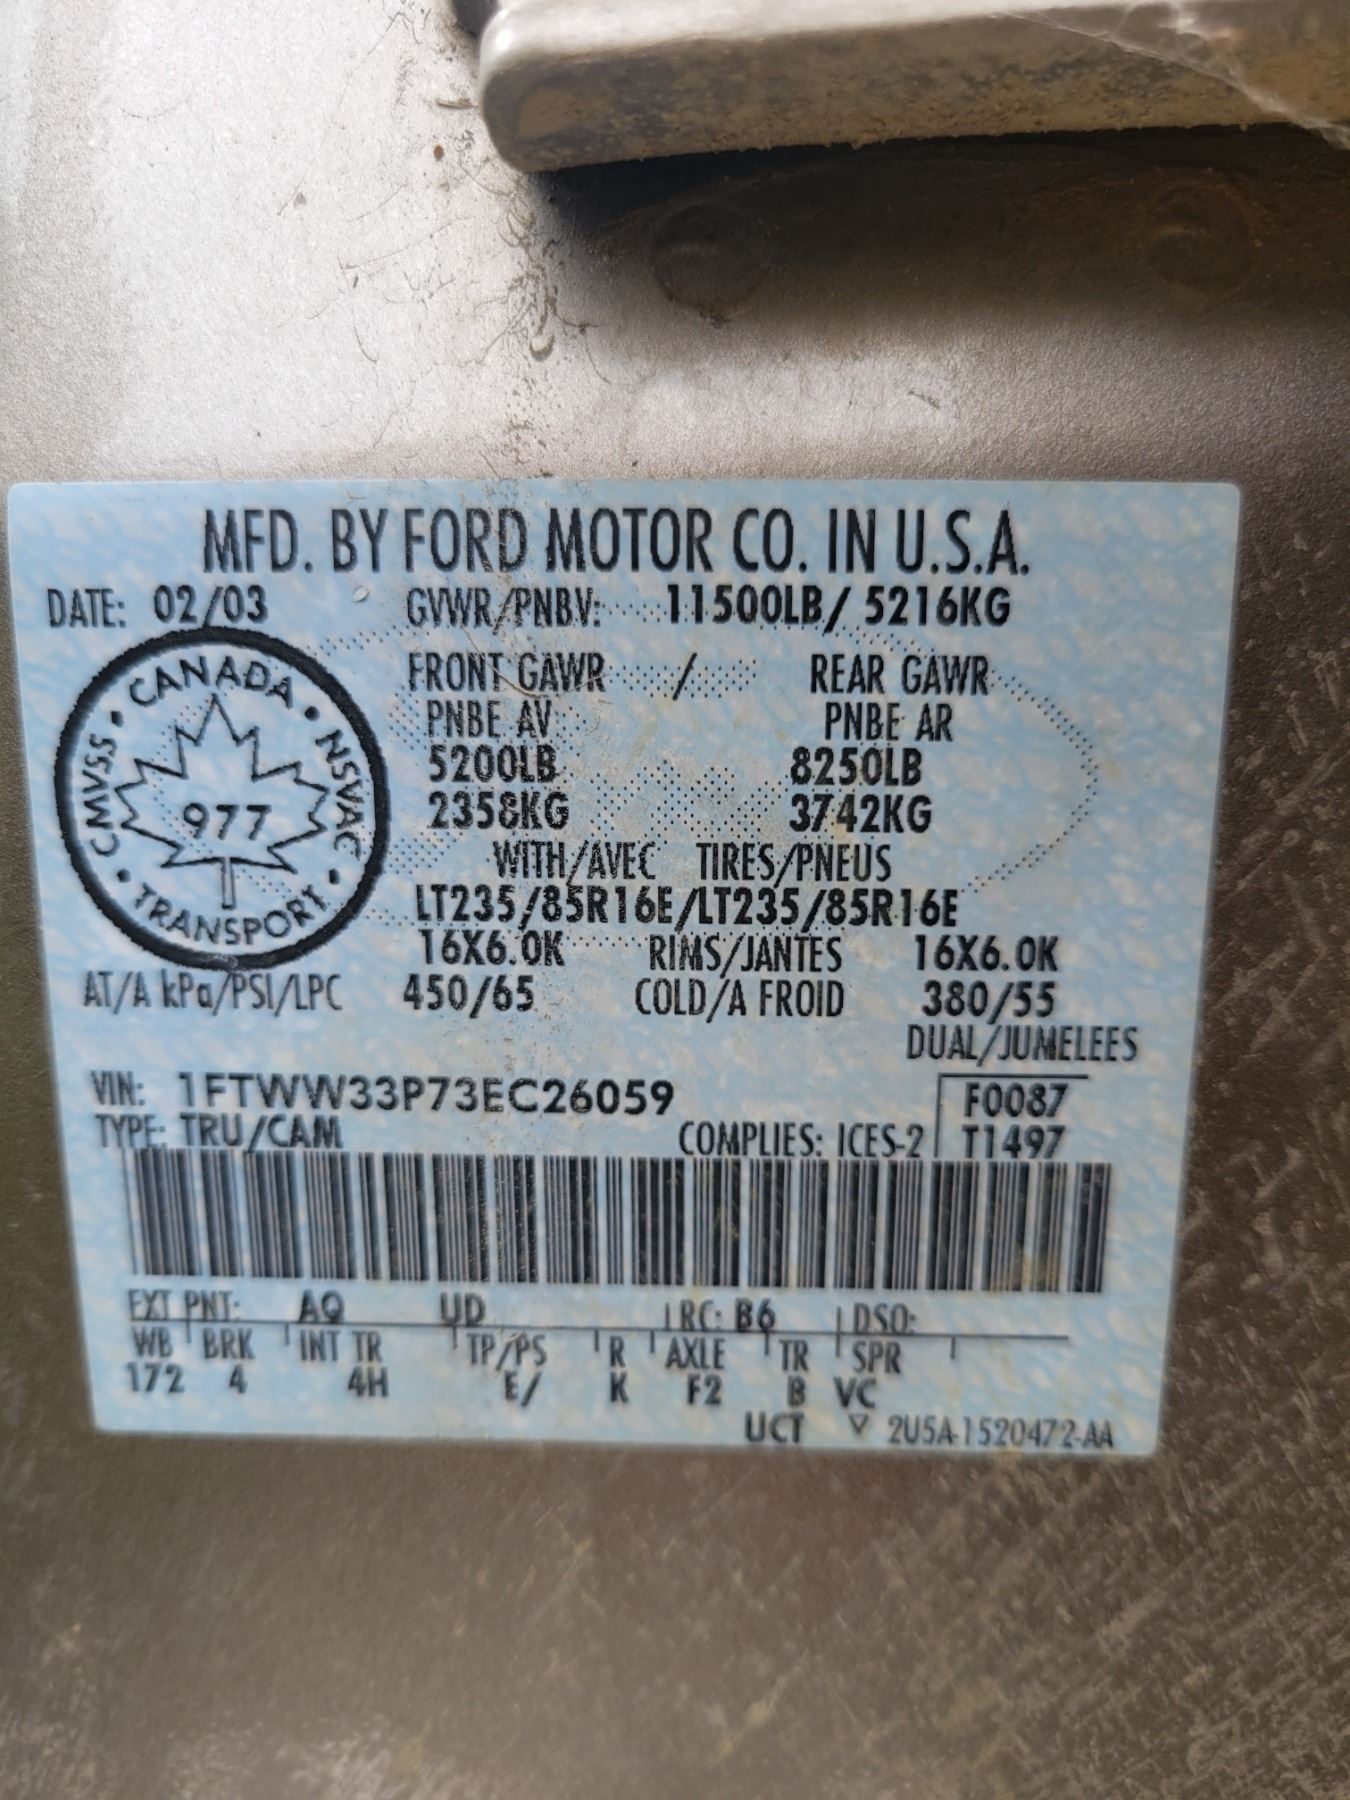 MFD. BY FORD MOTOR CO. IN U.S.A.
DATE: 02/03 GVWR/PNBV: 11500LB/ 5216KG
FRONT GAWR / REAR GAWR
PNBE AV PNBE AR
5200LB 8250LB
2358KG 3742KG
WITH/AVEC TIRES/PNEUS
LT235/85R16E/LT235/85R16E
16X6.0K RIMS/JANTES 16X6.0K
AT/A kPa/PSI/LPC 450/65 COLD/A FROID 380/55
DUAL/JUMELEES
CANADA
CMVSS • NSVAC
977
TRANSPORT
VIN: 1FTWW33P73EC26059 F0087
TYPE: TRU/CAM COMPLIES: ICES-2 T1497
EXT PNT: AQ UD RC: B6 DSO:
WB BRK INT TR TP/PS R AXLE TR SPR
172 4 4H E/ K F2 B VC
UCT ▽ 2U5A-1520472-AA